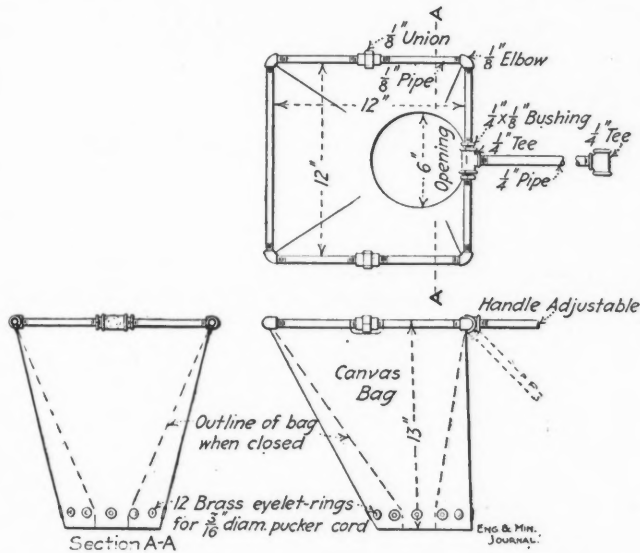 A
1/8" Union
1/8" Elbow
1/8" Pipe
12"
1/4" x 1/8" Bushing
1/4" Tee
1/4" Tee
1/4" Pipe
6"
Opening
12"
A
Handle Adjustable
Canvas
Bag
13"
Outline of bag
when closed
12 Brass eyelet-rings
for 3/16" diam. pucker cord
Section A-A
ENG & MIN.
JOURNAL.